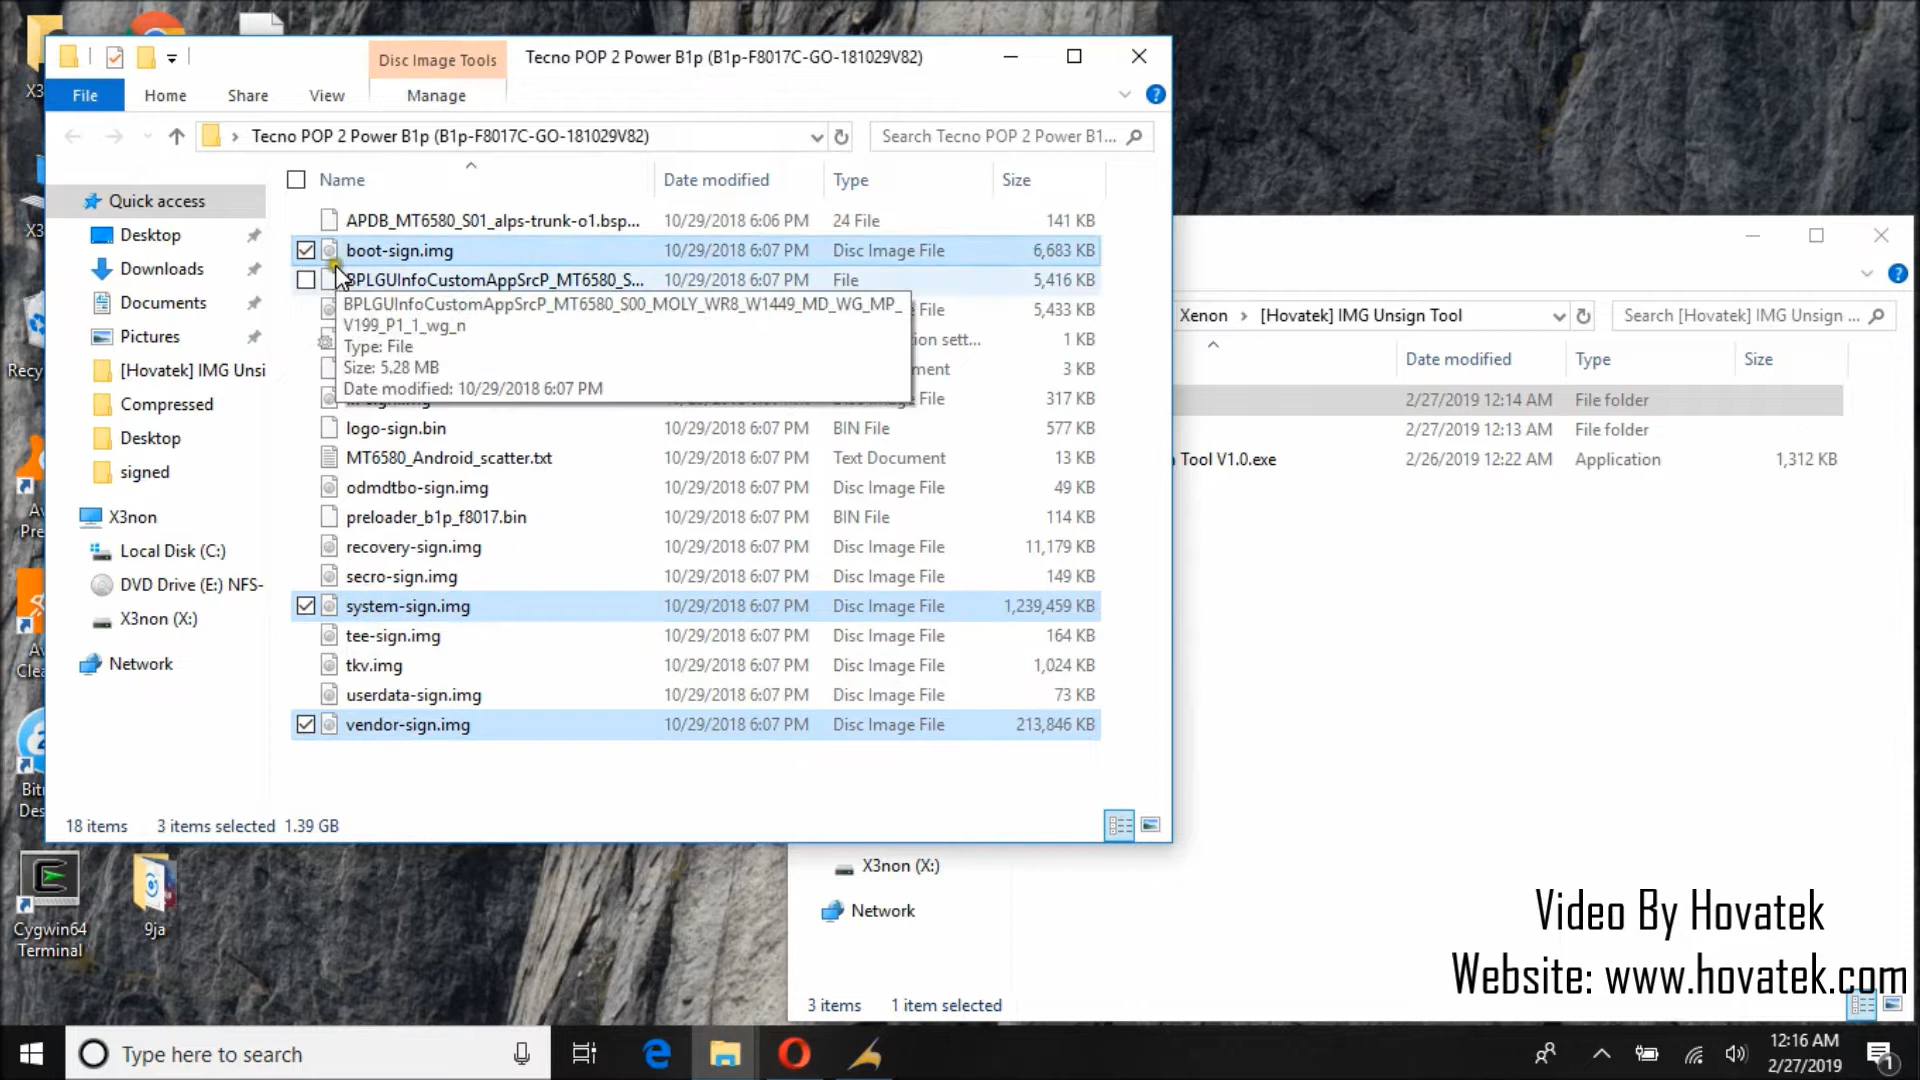 Disc Image Tools
Tecno POP 2 Power B1p (B1p-F8017C-GO-181029V82)
File
Home
Share
View
Manage
Tecno POP 2 Power B1p (B1p-F8017C-GO-181029V82)
Search Tecno POP 2 Power B1...
Name
Date modified
Type
Size
Quick access
Desktop
Downloads
Documents
Pictures
[Hovatek] IMG Unsi
Compressed
Desktop
signed
X3non
Local Disk (C:)
DVD Drive (E:) NFS-
X3non (X:)
Network
APDB_MT6580_S01_alps-trunk-o1.bsp... 10/29/2018 6:06 PM 24 File 141 KB
boot-sign.img 10/29/2018 6:07 PM Disc Image File 6,683 KB
BPLGUInfoCustomAppSrcP_MT6580_S... 10/29/2018 6:07 PM File 5,416 KB
File 5,433 KB
ion sett... 1 KB
ment 3 KB
File 317 KB
BPLGUInfoCustomAppSrcP_MT6580_S00_MOLY_WR8_W1449_MD_WG_MP_
V199_P1_1_wg_n
Type: File
Size: 5.28 MB
Date modified: 10/29/2018 6:07 PM
logo-sign.bin 10/29/2018 6:07 PM BIN File 577 KB
MT6580_Android_scatter.txt 10/29/2018 6:07 PM Text Document 13 KB
odmdtbo-sign.img 10/29/2018 6:07 PM Disc Image File 49 KB
preloader_b1p_f8017.bin 10/29/2018 6:07 PM BIN File 114 KB
recovery-sign.img 10/29/2018 6:07 PM Disc Image File 11,179 KB
secro-sign.img 10/29/2018 6:07 PM Disc Image File 149 KB
system-sign.img 10/29/2018 6:07 PM Disc Image File 1,239,459 KB
tee-sign.img 10/29/2018 6:07 PM Disc Image File 164 KB
tkv.img 10/29/2018 6:07 PM Disc Image File 1,024 KB
userdata-sign.img 10/29/2018 6:07 PM Disc Image File 73 KB
vendor-sign.img 10/29/2018 6:07 PM Disc Image File 213,846 KB
18 items 3 items selected 1.39 GB
Xenon
[Hovatek] IMG Unsign Tool
Search [Hovatek] IMG Unsign ...
Date modified
Type
Size
2/27/2019 12:14 AM File folder
2/27/2019 12:13 AM File folder
Tool V1.0.exe 2/26/2019 12:22 AM Application 1,312 KB
X3non (X:)
Network
3 items 1 item selected
X3
X3
Recy
Av
Pre
Av
Clea
Bit
Des
Cygwin64
Terminal
9ja
Video By Hovatek
Website: www.hovatek.com
Type here to search
12:16 AM
2/27/2019
1